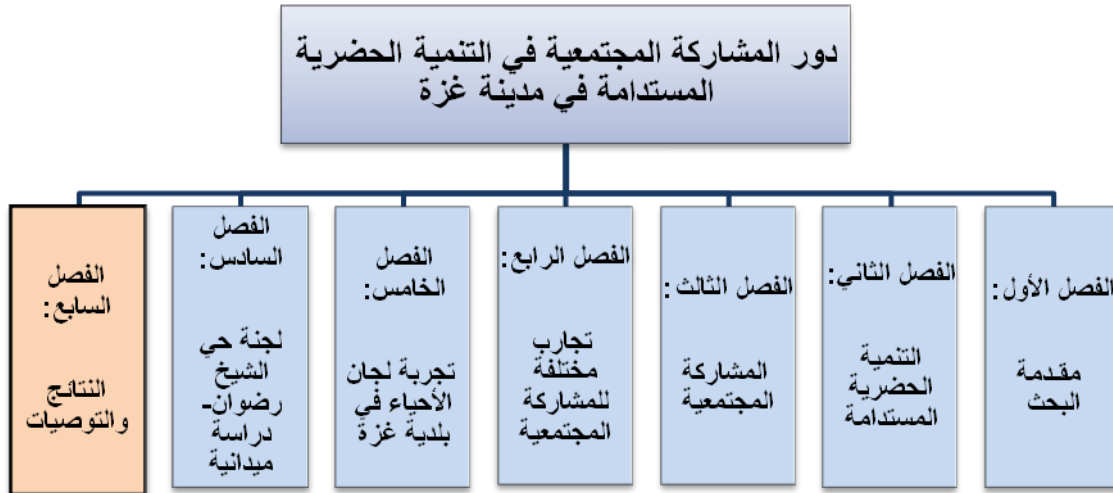 دور المشاركة المجتمعية في التنمية الحضرية
المستدامة في مدينة غزة
الفصل الأول:
مقدمة
البحث
الفصل الثاني:
التنمية
الحضرية
المستدامة
الفصل الثالث:
المشاركة
المجتمعية
الفصل الرابع:
تجارب
مختلفة
للمشاركة
المجتمعية
الفصل
الخامس:
تجربة لجان
الأحياء في
بلدية غزة
الفصل
السادس:
لجنة حي
الشيخ
رضوان-
دراسة
ميدانية
الفصل
السابع:
النتائج
والتوصيات